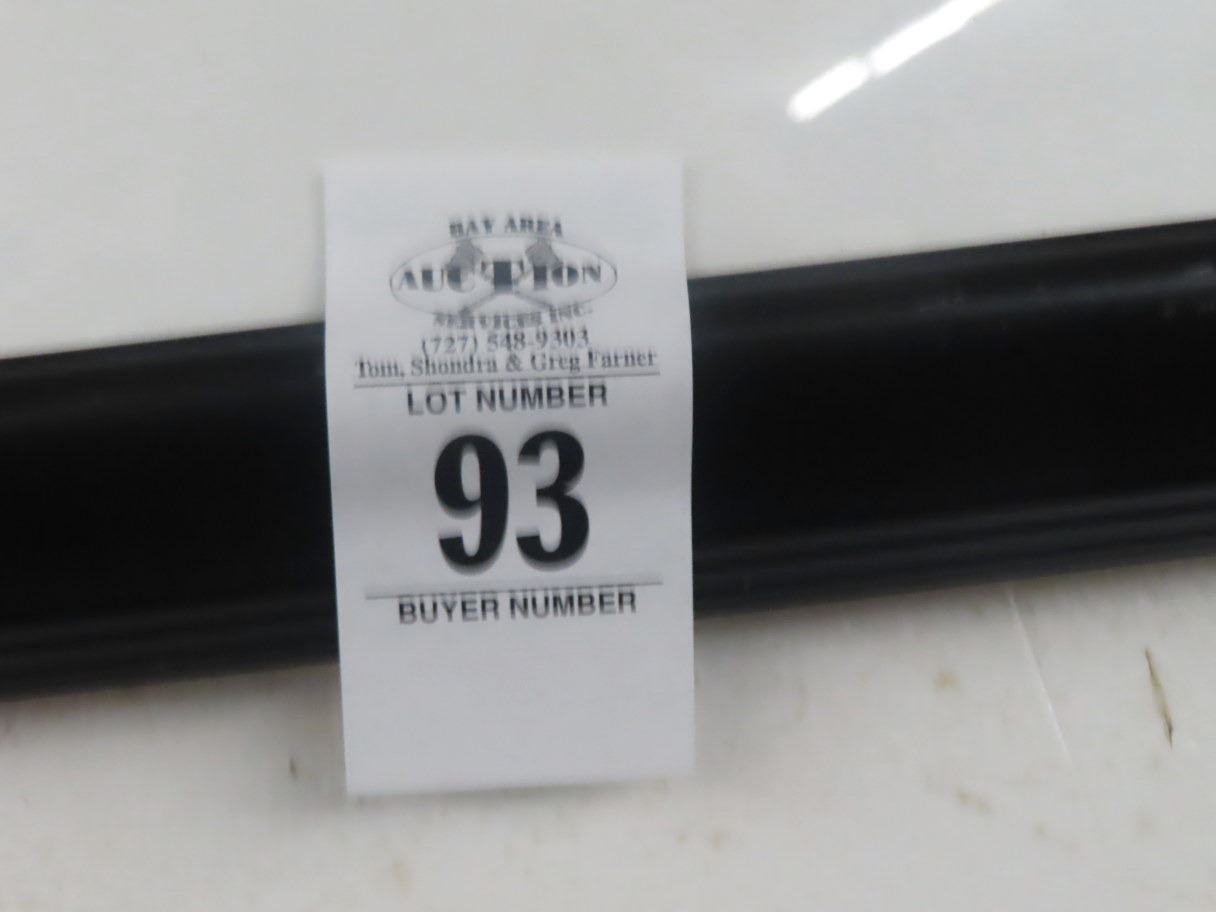 BAY AREA
AUCTION
SERVICES INC.
(727) 548-9303
Tom, Shondra & Greg Farner
LOT NUMBER
93
BUYER NUMBER